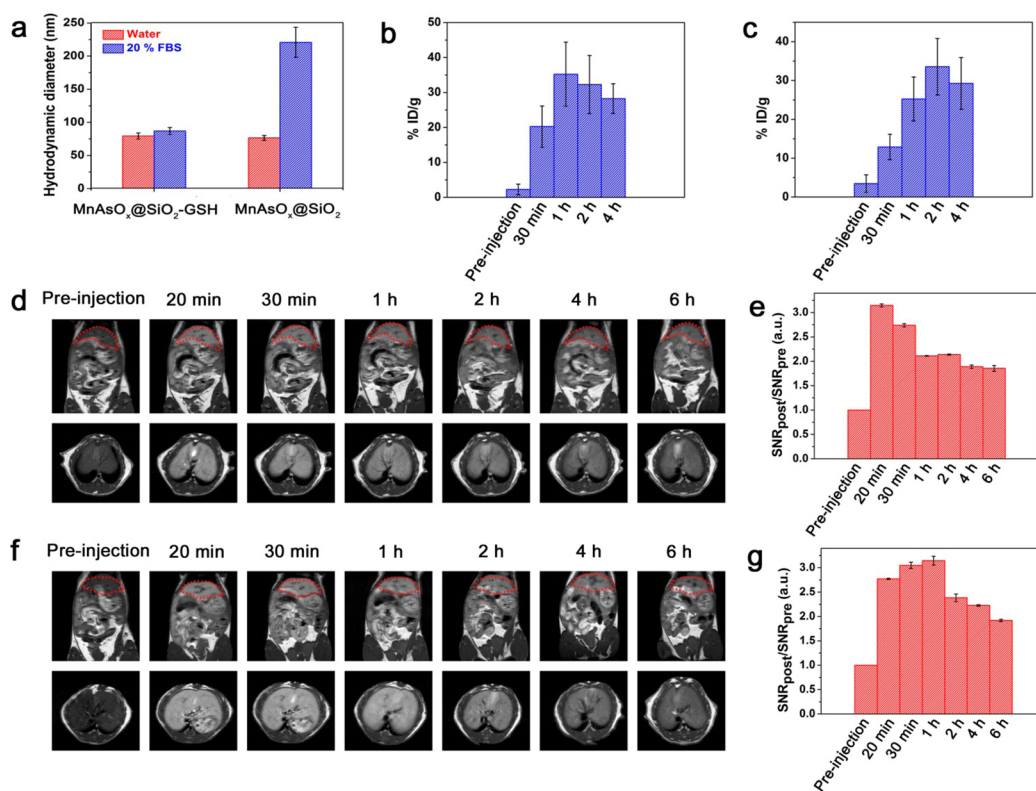 a
Hydrodynamic diameter (nm)
250
200
150
100
50
0
Water
20 % FBS
MnAsOₓ@SiO₂-GSH
MnAsOₓ@SiO₂
b
% ID/g
50
40
30
20
10
0
Pre-injection
30 min
1 h
2 h
4 h
c
% ID/g
50
40
30
20
10
0
Pre-injection
30 min
1 h
2 h
4 h
d
Pre-injection 20 min 30 min 1 h 2 h 4 h 6 h
e
SNRpost/SNRpre (a.u.)
3.0
2.5
2.0
1.5
1.0
0.5
0.0
Pre-injection
20 min
30 min
1 h
2 h
4 h
6 h
f
Pre-injection 20 min 30 min 1 h 2 h 4 h 6 h
g
SNRpost/SNRpre (a.u.)
3.0
2.5
2.0
1.5
1.0
0.5
0.0
Pre-injection
20 min
30 min
1 h
2 h
4 h
6 h